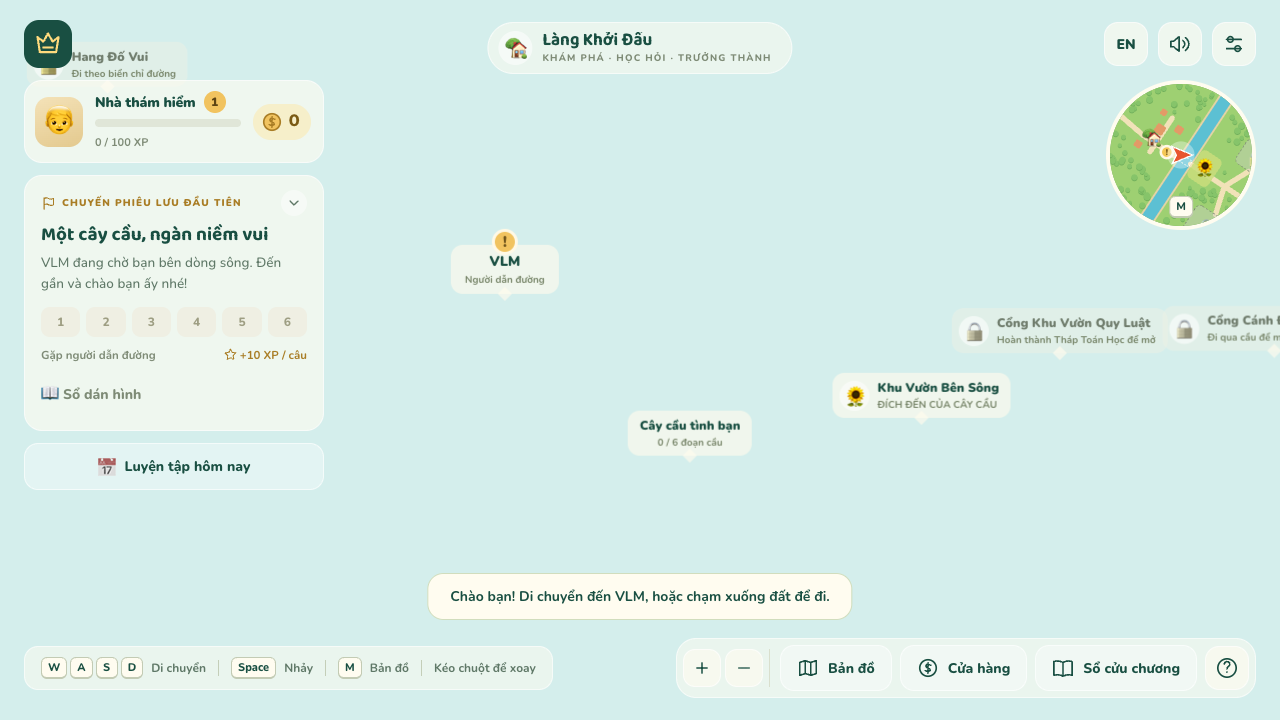 Hang Đố Vui
Đi theo biển chỉ đường
Làng Khởi Đầu
KHÁM PHÁ · HỌC HỎI · TRƯỞNG THÀNH
EN
Nhà thám hiểm 1
0
0 / 100 XP
CHUYẾN PHIÊU LƯU ĐẦU TIÊN
Một cây cầu, ngàn niềm vui
VLM đang chờ bạn bên dòng sông. Đến
gần và chào bạn ấy nhé!
1 2 3 4 5 6
Gặp người dẫn đường
+10 XP / câu
Sổ dán hình
Luyện tập hôm nay
!
VLM
Người dẫn đường
!
M
Cổng Khu Vườn Quy Luật
Hoàn thành Tháp Toán Học để mở
Cổng Cánh
Đi qua cầu để
Khu Vườn Bên Sông
ĐÍCH ĐẾN CỦA CÂY CẦU
Cây cầu tình bạn
0 / 6 đoạn cầu
Chào bạn! Di chuyển đến VLM, hoặc chạm xuống đất để đi.
W A S D Di chuyển Space Nhảy M Bản đồ Kéo chuột để xoay
+ − Bản đồ Cửa hàng Sổ cửu chương ?